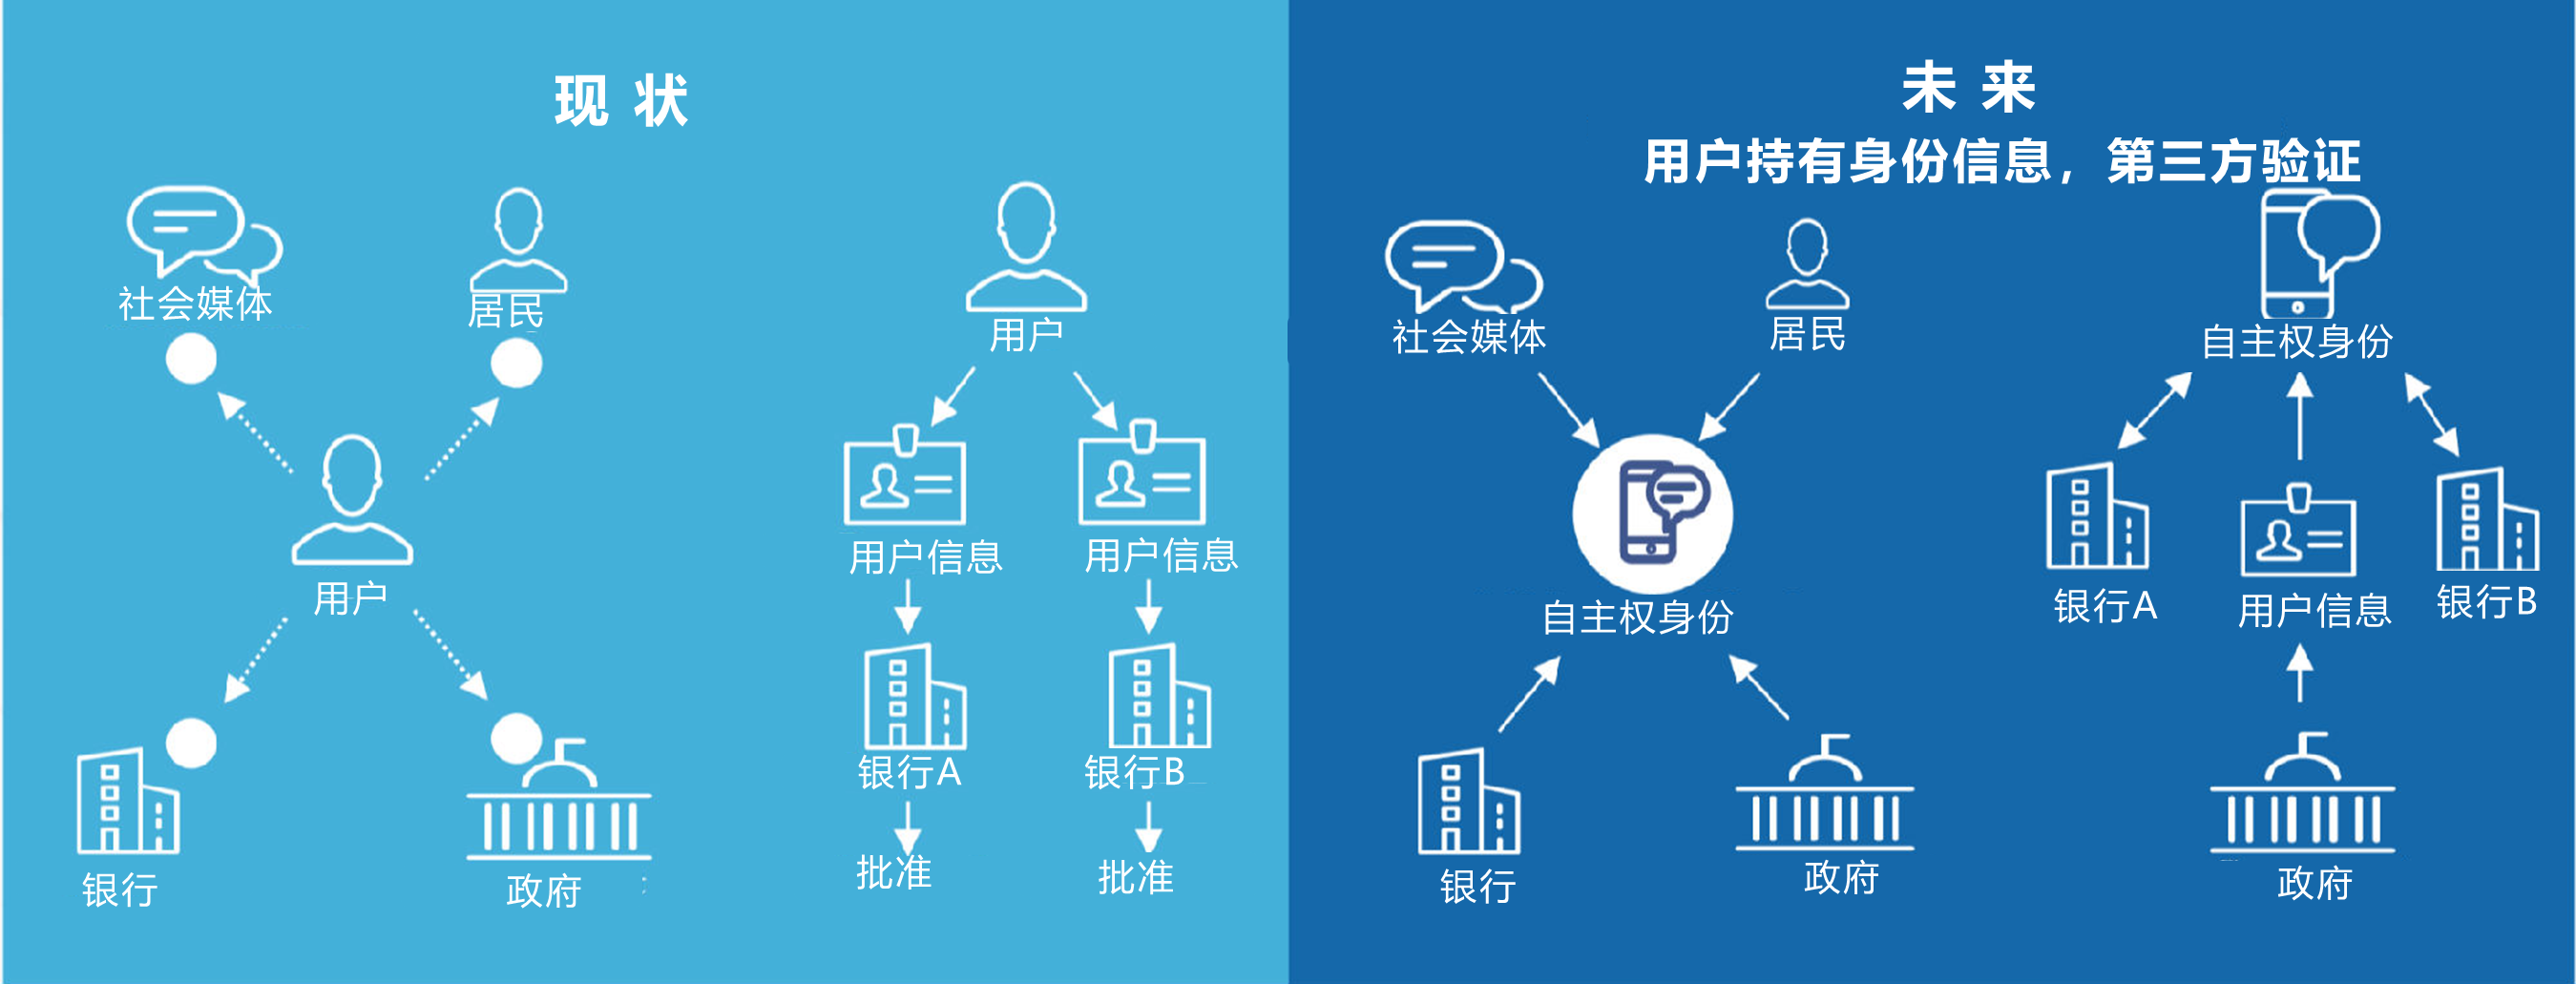 现 状
社会媒体
居民
用户
银行
政府
用户
用户信息
用户信息
银行A
银行B
批准
批准
未 来
用户持有身份信息，第三方验证
社会媒体
居民
自主权身份
银行
政府
自主权身份
银行A
用户信息
银行B
政府